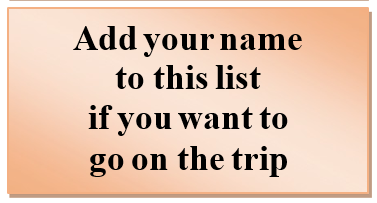 Add your name
to this list
if you want to
go on the trip